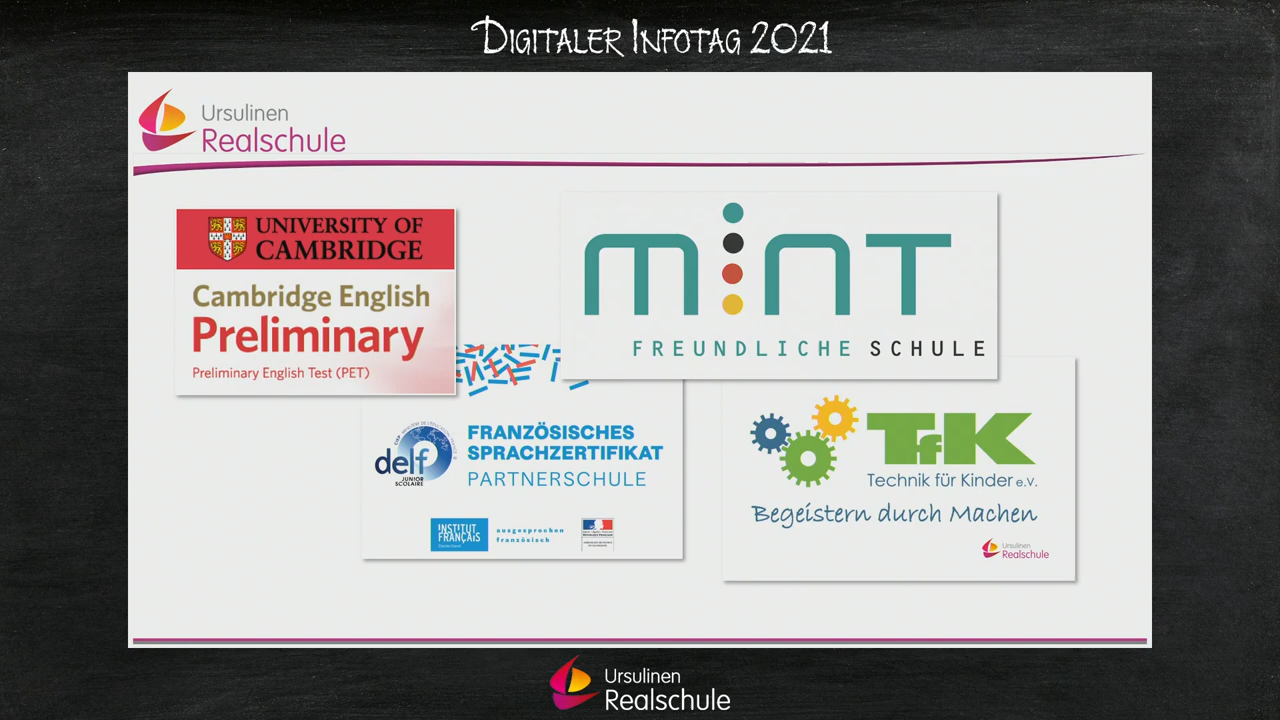 Digitaler Infotag 2021
Ursulinen
Realschule
UNIVERSITY OF
CAMBRIDGE
Cambridge English
Preliminary
Preliminary English Test (PET)
mint
FREUNDLICHE SCHULE
delf
JUNIOR
SCOLAIRE
FRANZÖSISCHES
SPRACHZERTIFIKAT
PARTNERSCHULE
INSTITUT
FRANÇAIS
Deutschland
ausgesprochen
französisch
TfK
Technik für Kinder e.V.
Begeistern durch Machen
Ursulinen
Realschule
Ursulinen
Realschule